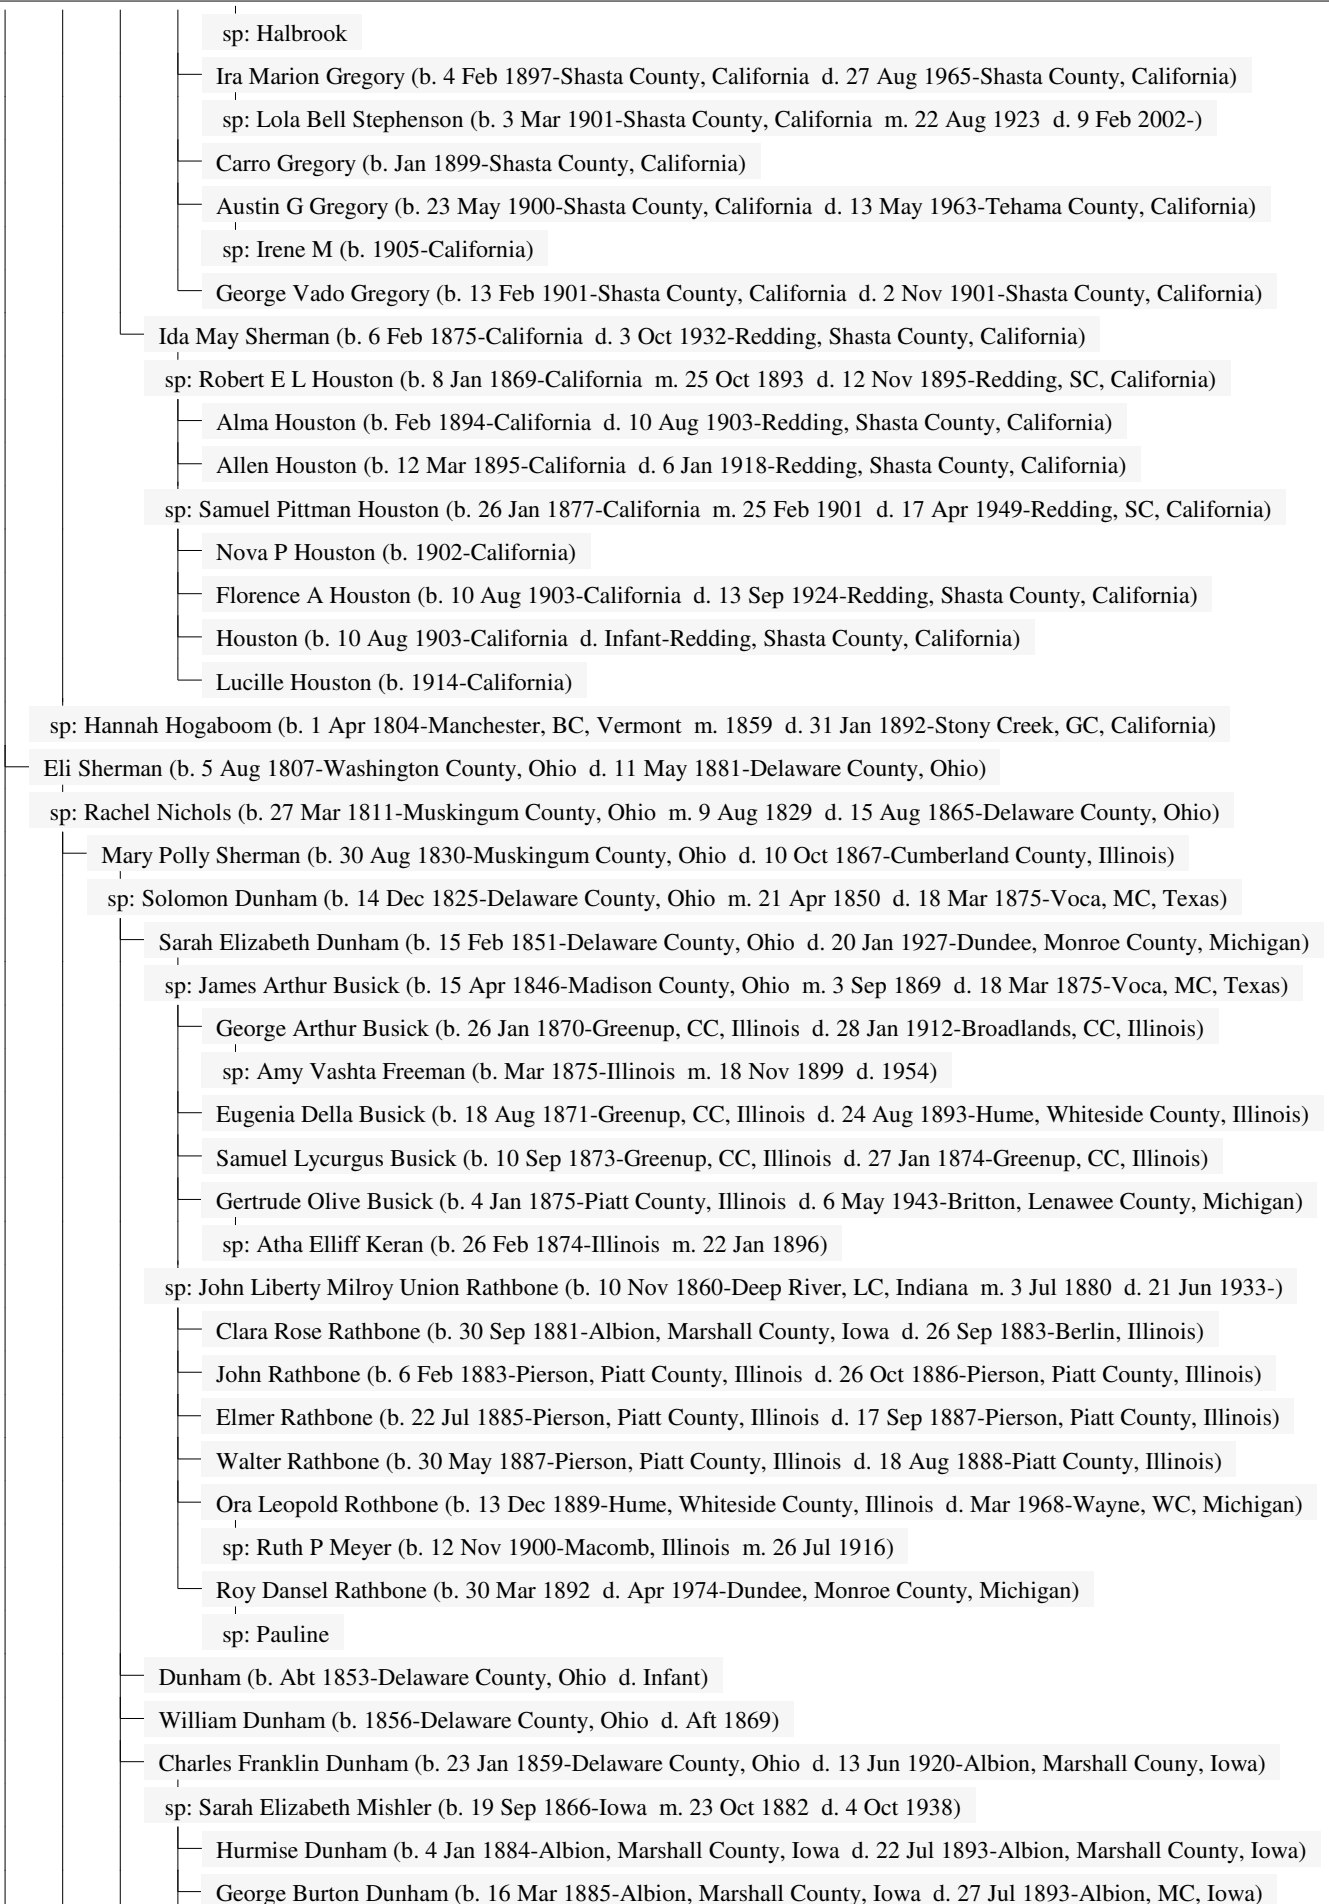 sp: Halbrook
Ira Marion Gregory (b. 4 Feb 1897-Shasta County, California d. 27 Aug 1965-Shasta County, California)
sp: Lola Bell Stephenson (b. 3 Mar 1901-Shasta County, California m. 22 Aug 1923 d. 9 Feb 2002-)
Carro Gregory (b. Jan 1899-Shasta County, California)
Austin G Gregory (b. 23 May 1900-Shasta County, California d. 13 May 1963-Tehama County, California)
sp: Irene M (b. 1905-California)
George Vado Gregory (b. 13 Feb 1901-Shasta County, California d. 2 Nov 1901-Shasta County, California)
Ida May Sherman (b. 6 Feb 1875-California d. 3 Oct 1932-Redding, Shasta County, California)
sp: Robert E L Houston (b. 8 Jan 1869-California m. 25 Oct 1893 d. 12 Nov 1895-Redding, SC, California)
Alma Houston (b. Feb 1894-California d. 10 Aug 1903-Redding, Shasta County, California)
Allen Houston (b. 12 Mar 1895-California d. 6 Jan 1918-Redding, Shasta County, California)
sp: Samuel Pittman Houston (b. 26 Jan 1877-California m. 25 Feb 1901 d. 17 Apr 1949-Redding, SC, California)
Nova P Houston (b. 1902-California)
Florence A Houston (b. 10 Aug 1903-California d. 13 Sep 1924-Redding, Shasta County, California)
Houston (b. 10 Aug 1903-California d. Infant-Redding, Shasta County, California)
Lucille Houston (b. 1914-California)
sp: Hannah Hogaboom (b. 1 Apr 1804-Manchester, BC, Vermont m. 1859 d. 31 Jan 1892-Stony Creek, GC, California)
Eli Sherman (b. 5 Aug 1807-Washington County, Ohio d. 11 May 1881-Delaware County, Ohio)
sp: Rachel Nichols (b. 27 Mar 1811-Muskingum County, Ohio m. 9 Aug 1829 d. 15 Aug 1865-Delaware County, Ohio)
Mary Polly Sherman (b. 30 Aug 1830-Muskingum County, Ohio d. 10 Oct 1867-Cumberland County, Illinois)
sp: Solomon Dunham (b. 14 Dec 1825-Delaware County, Ohio m. 21 Apr 1850 d. 18 Mar 1875-Voca, MC, Texas)
Sarah Elizabeth Dunham (b. 15 Feb 1851-Delaware County, Ohio d. 20 Jan 1927-Dundee, Monroe County, Michigan)
sp: James Arthur Busick (b. 15 Apr 1846-Madison County, Ohio m. 3 Sep 1869 d. 18 Mar 1875-Voca, MC, Texas)
George Arthur Busick (b. 26 Jan 1870-Greenup, CC, Illinois d. 28 Jan 1912-Broadlands, CC, Illinois)
sp: Amy Vashta Freeman (b. Mar 1875-Illinois m. 18 Nov 1899 d. 1954)
Eugenia Della Busick (b. 18 Aug 1871-Greenup, CC, Illinois d. 24 Aug 1893-Hume, Whiteside County, Illinois)
Samuel Lycurgus Busick (b. 10 Sep 1873-Greenup, CC, Illinois d. 27 Jan 1874-Greenup, CC, Illinois)
Gertrude Olive Busick (b. 4 Jan 1875-Piatt County, Illinois d. 6 May 1943-Britton, Lenawee County, Michigan)
sp: Atha Elliff Keran (b. 26 Feb 1874-Illinois m. 22 Jan 1896)
sp: John Liberty Milroy Union Rathbone (b. 10 Nov 1860-Deep River, LC, Indiana m. 3 Jul 1880 d. 21 Jun 1933-)
Clara Rose Rathbone (b. 30 Sep 1881-Albion, Marshall County, Iowa d. 26 Sep 1883-Berlin, Illinois)
John Rathbone (b. 6 Feb 1883-Pierson, Piatt County, Illinois d. 26 Oct 1886-Pierson, Piatt County, Illinois)
Elmer Rathbone (b. 22 Jul 1885-Pierson, Piatt County, Illinois d. 17 Sep 1887-Pierson, Piatt County, Illinois)
Walter Rathbone (b. 30 May 1887-Pierson, Piatt County, Illinois d. 18 Aug 1888-Piatt County, Illinois)
Ora Leopold Rothbone (b. 13 Dec 1889-Hume, Whiteside County, Illinois d. Mar 1968-Wayne, WC, Michigan)
sp: Ruth P Meyer (b. 12 Nov 1900-Macomb, Illinois m. 26 Jul 1916)
Roy Dansel Rathbone (b. 30 Mar 1892 d. Apr 1974-Dundee, Monroe County, Michigan)
sp: Pauline
Dunham (b. Abt 1853-Delaware County, Ohio d. Infant)
William Dunham (b. 1856-Delaware County, Ohio d. Aft 1869)
Charles Franklin Dunham (b. 23 Jan 1859-Delaware County, Ohio d. 13 Jun 1920-Albion, Marshall Couny, Iowa)
sp: Sarah Elizabeth Mishler (b. 19 Sep 1866-Iowa m. 23 Oct 1882 d. 4 Oct 1938)
Hurmise Dunham (b. 4 Jan 1884-Albion, Marshall County, Iowa d. 22 Jul 1893-Albion, Marshall County, Iowa)
George Burton Dunham (b. 16 Mar 1885-Albion, Marshall County, Iowa d. 27 Jul 1893-Albion, MC, Iowa)